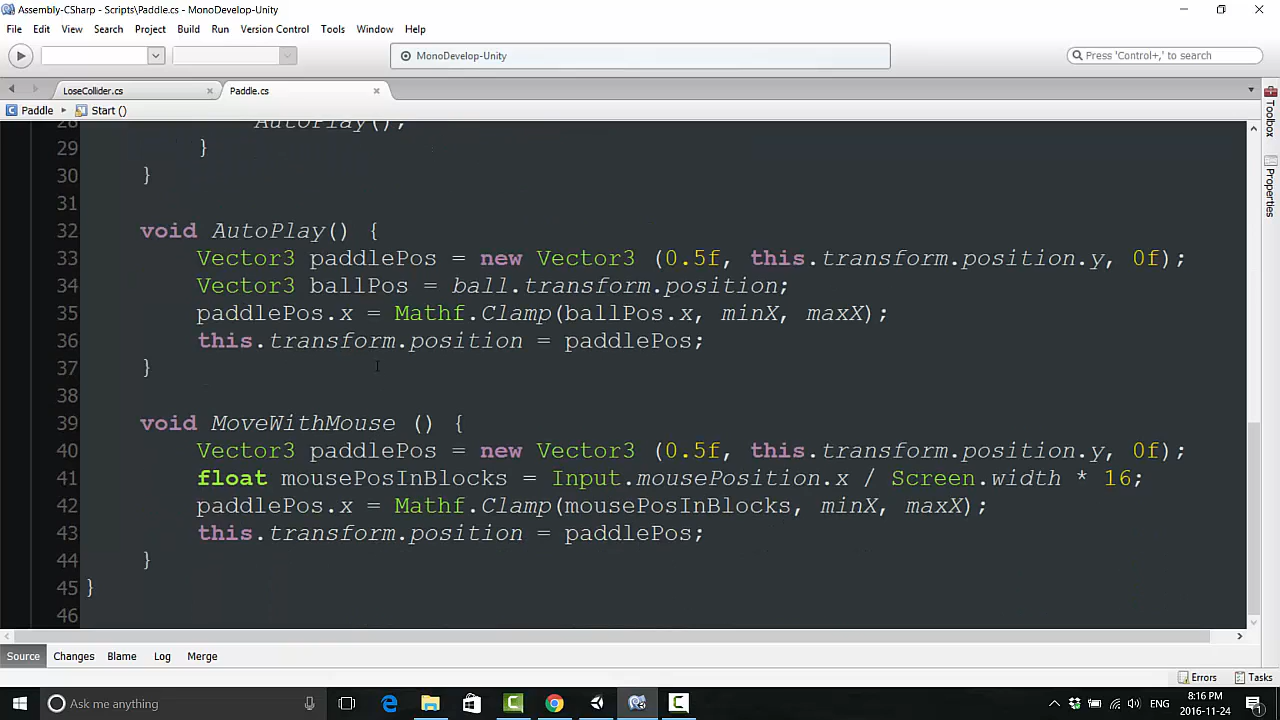 Assembly-CSharp - Scripts\Paddle.cs - MonoDevelop-Unity
File Edit View Search Project Build Run Version Control Tools Window Help
MonoDevelop-Unity
Press 'Control+,' to search
LoseCollider.cs Paddle.cs
Paddle Start ()
28 AutoPlay();
29 }
30 }
31
32 void AutoPlay() {
33 Vector3 paddlePos = new Vector3 (0.5f, this.transform.position.y, 0f);
34 Vector3 ballPos = ball.transform.position;
35 paddlePos.x = Mathf.Clamp(ballPos.x, minX, maxX);
36 this.transform.position = paddlePos;
37 }
38
39 void MoveWithMouse () {
40 Vector3 paddlePos = new Vector3 (0.5f, this.transform.position.y, 0f);
41 float mousePosInBlocks = Input.mousePosition.x / Screen.width * 16;
42 paddlePos.x = Mathf.Clamp(mousePosInBlocks, minX, maxX);
43 this.transform.position = paddlePos;
44 }
45 }
46
Toolbox
Properties
Source Changes Blame Log Merge
Errors Tasks
Ask me anything
ENG
8:16 PM
2016-11-24